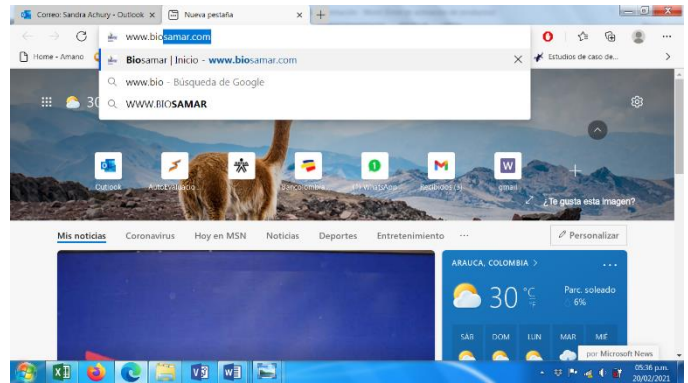 Correo: Sandra Achury - Outlook
Nueva pestaña
www.biosamar.com
Home - Amano
Biosamar | Inicio - www.biosamar.com
Estudios de caso de...
www.bio - Búsqueda de Google
WWW.BIOSAMAR
30
Outlook
Autoevaluacio...
Bancolombia
(1) WhatsApp
Recibidos (3)
gmail
¿Te gusta esta imagen?
Mis noticias Coronavirus Hoy en MSN Noticias Deportes Entretenimiento ... Personalizar
ARAUCA, COLOMBIA > ...
30 °C °F
Parc. soleado
6%
SÁB DOM LUN MAR MIÉ
por Microsoft News
05:36 p.m.
20/02/2021